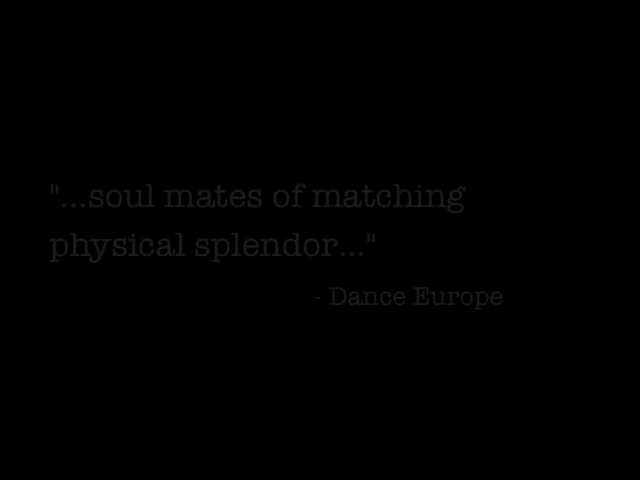 "...soul mates of matching
physical splendor..."
- Dance Europe